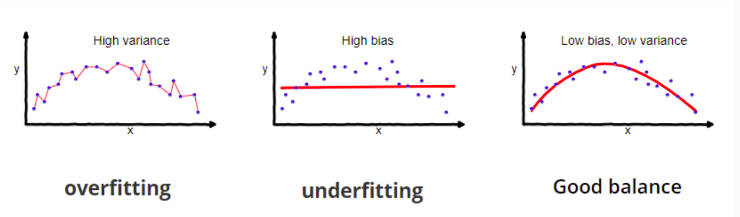 High variance
y
x
overfitting
High bias
y
x
underfitting
Low bias, low variance
y
x
Good balance